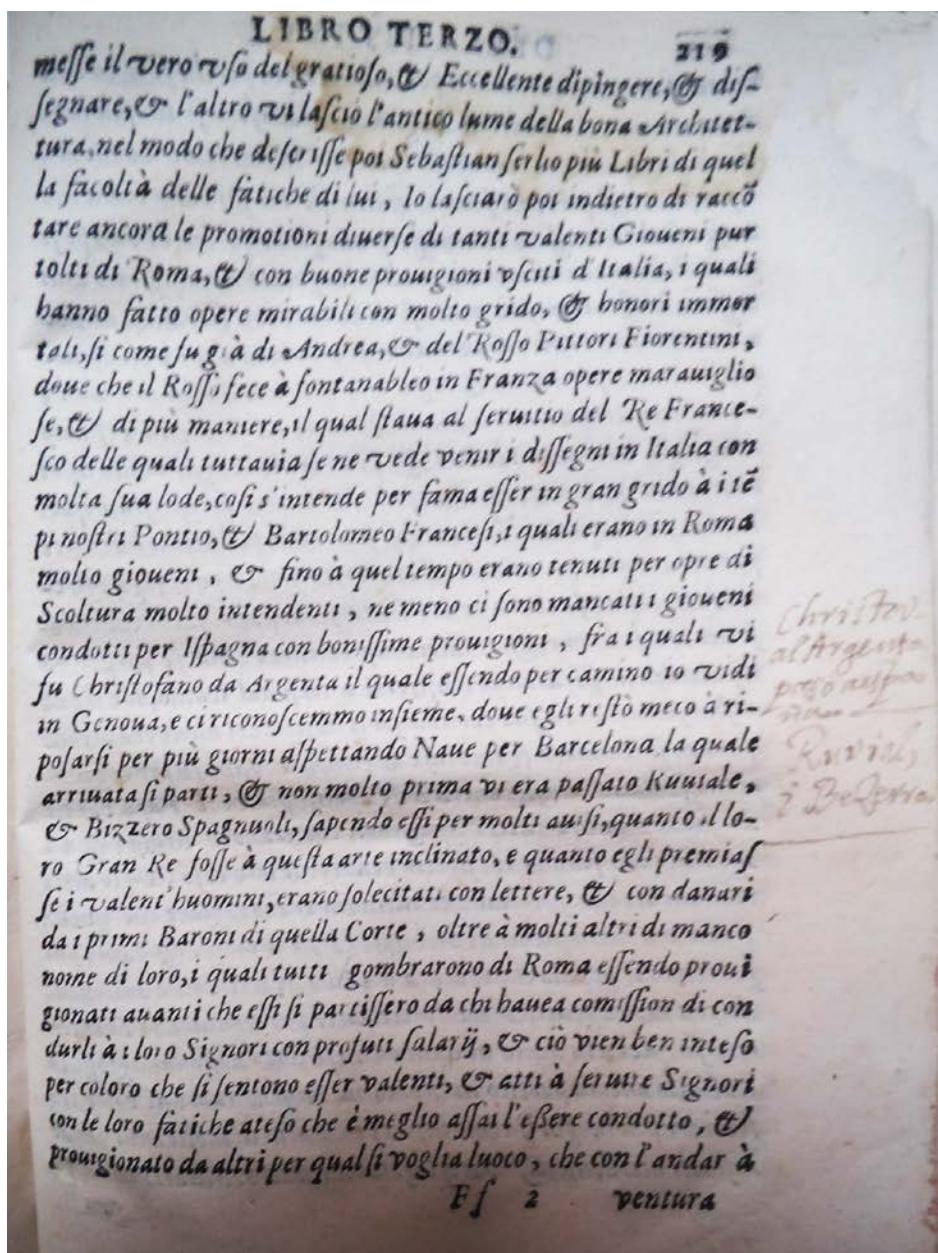 LIBRO TERZO.
219
messe il vero vso del gratioso, & Eccellente dipingere, & dis-
segnare, & l'altro vi lasciò l'antico lume della bona Architet-
tura, nel modo che descrisse poi Sebastian serlio più Libri di quel
la facoltà delle fatiche di lui, Io lasciarò poi indietro di raccō
tare ancora le promotioni diuerse di tanti valenti Gioueni pur
tolti di Roma, & con buone prouigioni vsciti d'Italia, i quali
hanno fatto opere mirabili con molto grido, & honori immor
tali, si come fu già di Andrea, & del Rosso Pittori Fiorentini,
doue che il Rosso fece à fontanableo in Franza opere marauiglio
se, & di più maniere, il qual staua al seruitio del Re France-
sco delle quali tuttauia se ne vede venir i dissegni in Italia con
molta sua lode, cosi s'intende per fama esser in gran grido à i tē
pi nostri Pontio, & Bartolomeo Francesi, i quali erano in Roma
molto gioueni, & fino à quel tempo erano tenuti per opre di
Scoltura molto intendenti, ne meno ci sono mancati i gioueni
condotti per Ispagna con bonissime prouigioni, fra i quali vi
fu Christofano da Argenta il quale essendo per camino io vidi
in Genoua, e ci riconoscemmo insieme, doue egli restò meco à ri-
posarsi per più giorni aspettando Naue per Barcelona la quale
arriuata si partì, & non molto prima vi era passato Ruuiale,
& Bizzero Spagnuoli, sapendo essi per molti auisi, quanto il lo-
ro Gran Re fosse à questa arte inclinato, e quanto egli premias
se i valent'huomini, erano solecitati con lettere, & con danari
da i primi Baroni di quella Corte, oltre à molti altri di manco
nome di loro, i quali tutti gombrarono di Roma essendo proui
gionati auanti che essi si partissero da chi hauea comission di con
durli à i loro Signori con profuti salarij, & ciò vien ben inteso
per coloro che si sentono esser valenti, & atti à seruire Signori
con le loro fatiche ateso che è meglio assai l'essere condotto, &
prouigionato da altri per qual si voglia luoco, che con l'andar à
Ff 2 ventura
Christov
al Argenta
Ruvial,
i Bezerra